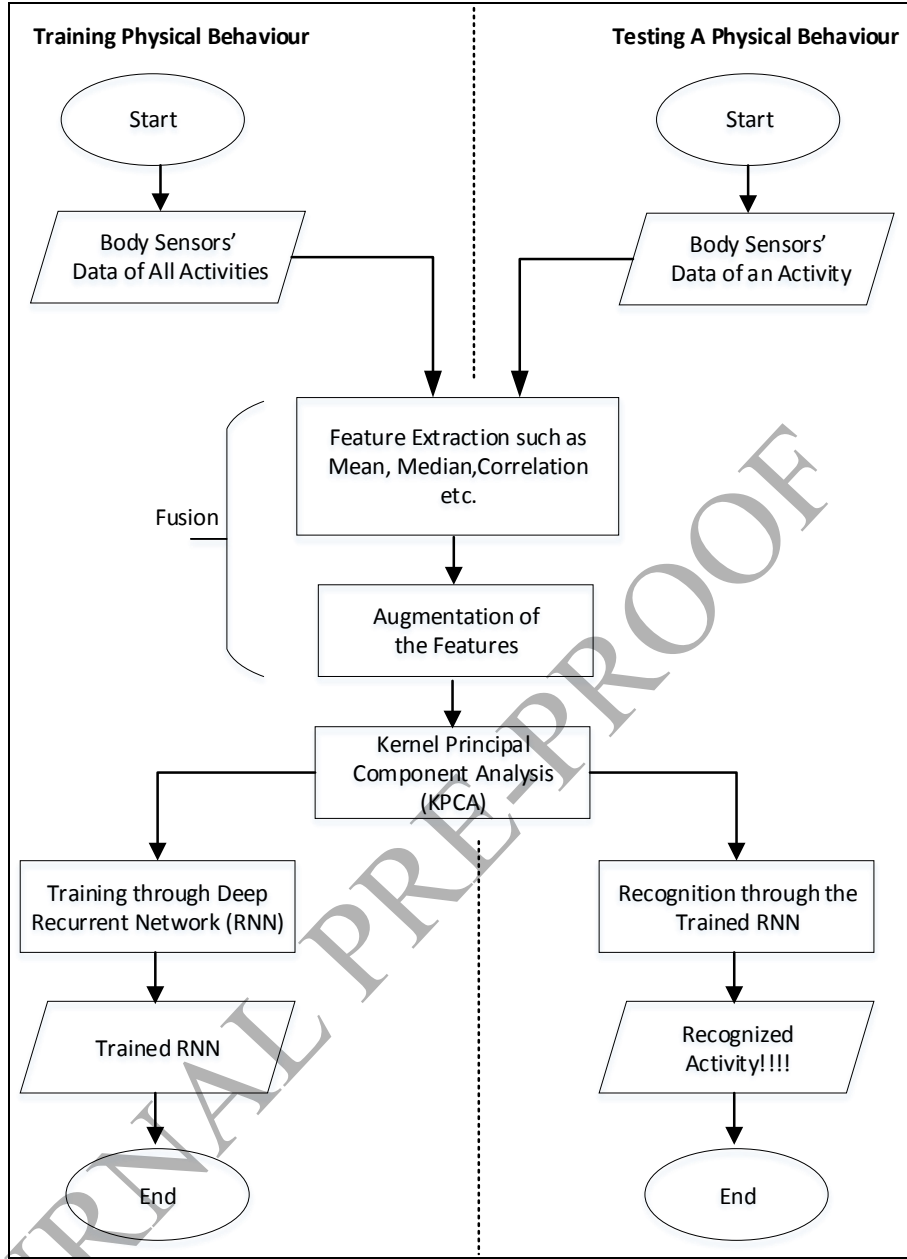 Training Physical Behaviour
Testing A Physical Behaviour
Start
Start
Body Sensors'
Data of All Activities
Body Sensors'
Data of an Activity
Feature Extraction such as
Mean, Median,Correlation
etc.
Fusion
Augmentation of
the Features
Kernel Principal
Component Analysis
(KPCA)
Training through Deep
Recurrent Network (RNN)
Recognition through the
Trained RNN
Trained RNN
Recognized
Activity!!!!
End
End
URNAL PRE-PROOF